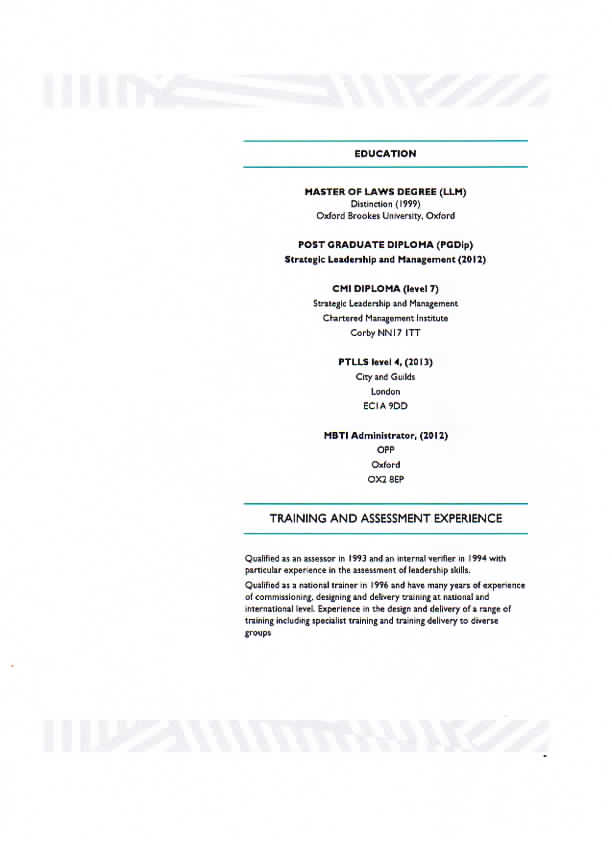 EDUCATION
MASTER OF LAWS DEGREE (LLM)
Distinction (1999)
Oxford Brookes University, Oxford
POST GRADUATE DIPLOMA (PGDip)
Strategic Leadership and Management (2012)
CMI DIPLOMA (level 7)
Strategic Leadership and Management
Chartered Management Institute
Corby NN17 1TT
PTLLS level 4, (2013)
City and Guilds
London
EC1A 9DD
MBTI Administrator, (2012)
OPP
Oxford
OX2 8EP
TRAINING AND ASSESSMENT EXPERIENCE
Qualified as an assessor in 1993 and an internal verifier in 1994 with
particular experience in the assessment of leadership skills.
Qualified as a national trainer in 1996 and have many years of experience
of commissioning, designing and delivery training at national and
international level. Experience in the design and delivery of a range of
training including specialist training and training delivery to diverse
groups